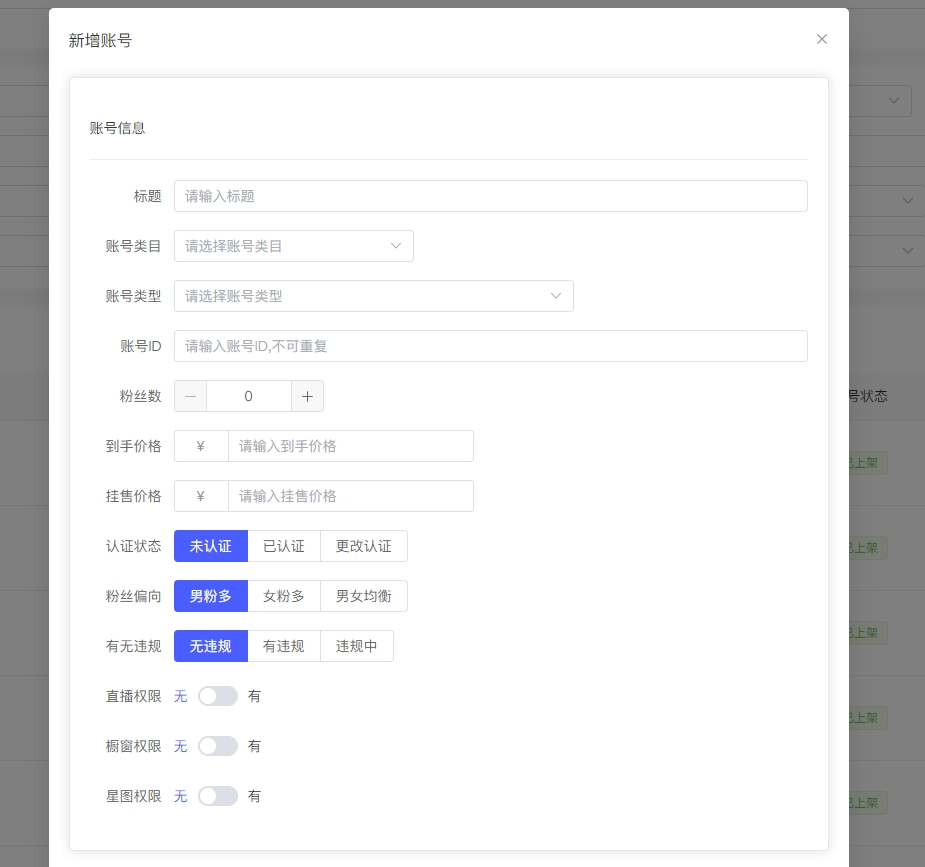 新增账号
账号信息
标题 请输入标题
账号类目 请选择账号类目
账号类型 请选择账号类型
账号ID 请输入账号ID,不可重复
粉丝数 — 0 +
到手价格 ¥ 请输入到手价格
挂售价格 ¥ 请输入挂售价格
认证状态 未认证 已认证 更改认证
粉丝偏向 男粉多 女粉多 男女均衡
有无违规 无违规 有违规 违规中
直播权限 无 有
橱窗权限 无 有
星图权限 无 有
号状态
已上架
已上架
已上架
已上架
已上架